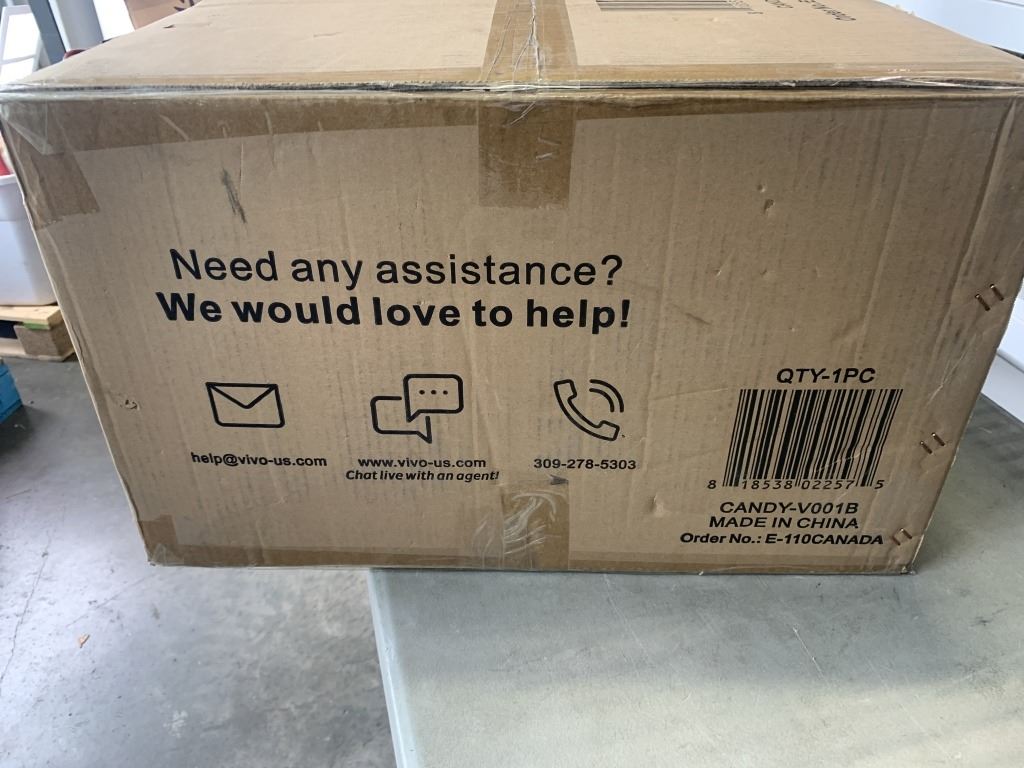 Need any assistance?
We would love to help!
help@vivo-us.com
www.vivo-us.com
Chat live with an agent!
309-278-5303
QTY-1PC
8 18538 02257 5
CANDY-V001B
MADE IN CHINA
Order No.: E-110CANADA